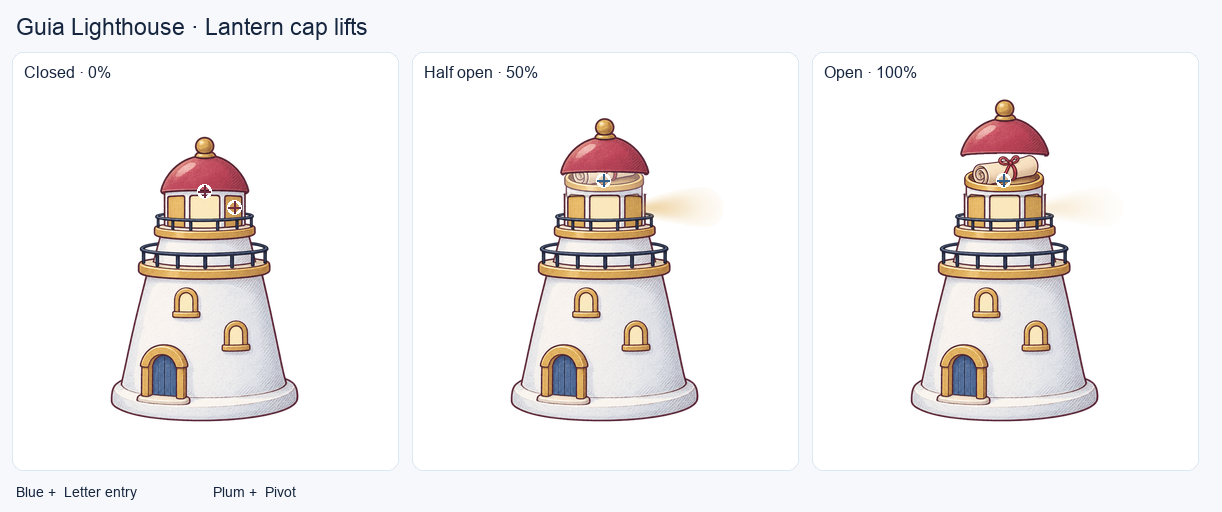 Guia Lighthouse · Lantern cap lifts
Closed · 0%
Half open · 50%
Open · 100%
Blue + Letter entry
Plum + Pivot